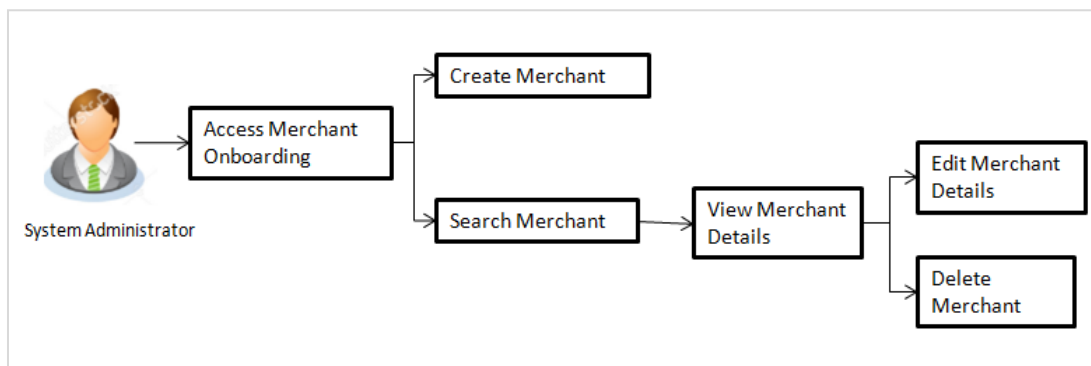 Create Merchant
Access Merchant
Onboarding
System Administrator
Search Merchant
View Merchant
Details
Edit Merchant
Details
Delete
Merchant